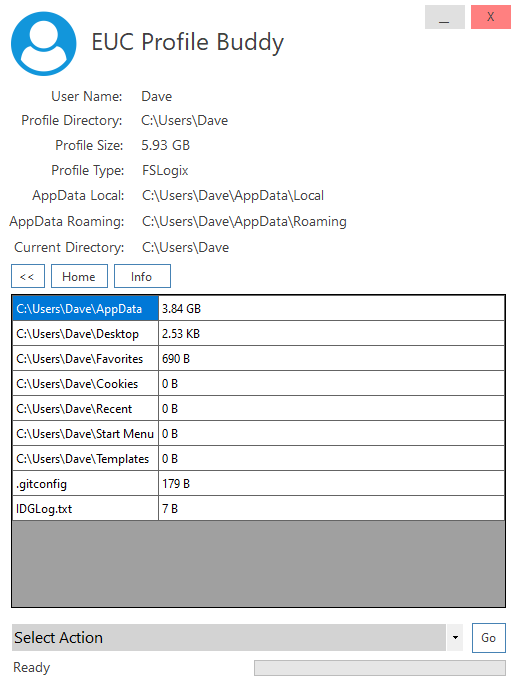 _ X
EUC Profile Buddy
User Name: Dave
Profile Directory: C:\Users\Dave
Profile Size: 5.93 GB
Profile Type: FSLogix
AppData Local: C:\Users\Dave\AppData\Local
AppData Roaming: C:\Users\Dave\AppData\Roaming
Current Directory: C:\Users\Dave
<< Home Info
C:\Users\Dave\AppData 3.84 GB
C:\Users\Dave\Desktop 2.53 KB
C:\Users\Dave\Favorites 690 B
C:\Users\Dave\Cookies 0 B
C:\Users\Dave\Recent 0 B
C:\Users\Dave\Start Menu 0 B
C:\Users\Dave\Templates 0 B
.gitconfig 179 B
IDGLog.txt 7 B
Select Action Go
Ready